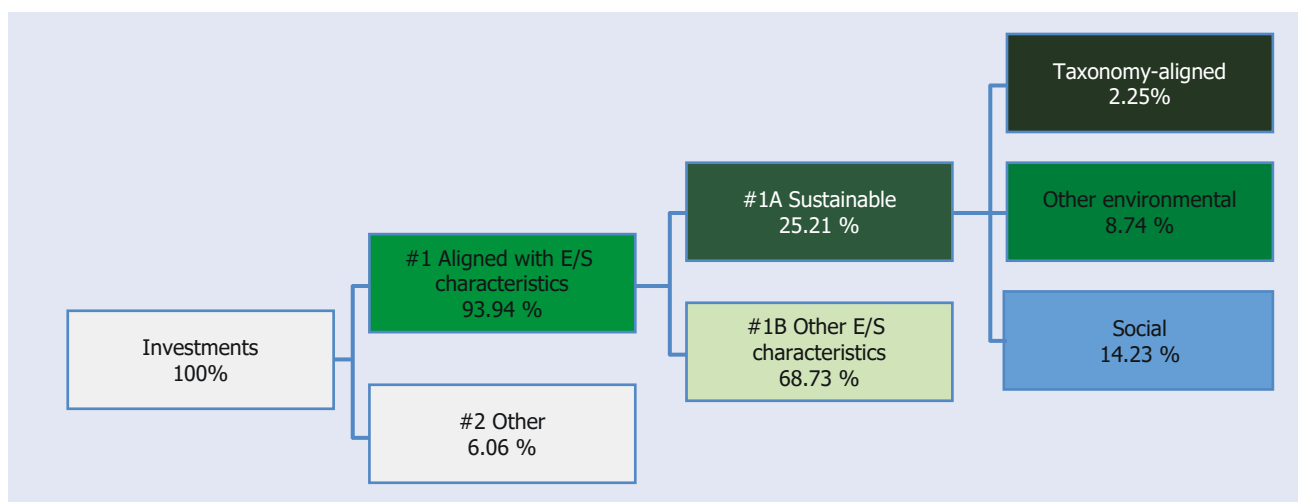 Investments
100%
#1 Aligned with E/S
characteristics
93.94 %
#2 Other
6.06 %
#1A Sustainable
25.21 %
#1B Other E/S
characteristics
68.73 %
Taxonomy-aligned
2.25%
Other environmental
8.74 %
Social
14.23 %